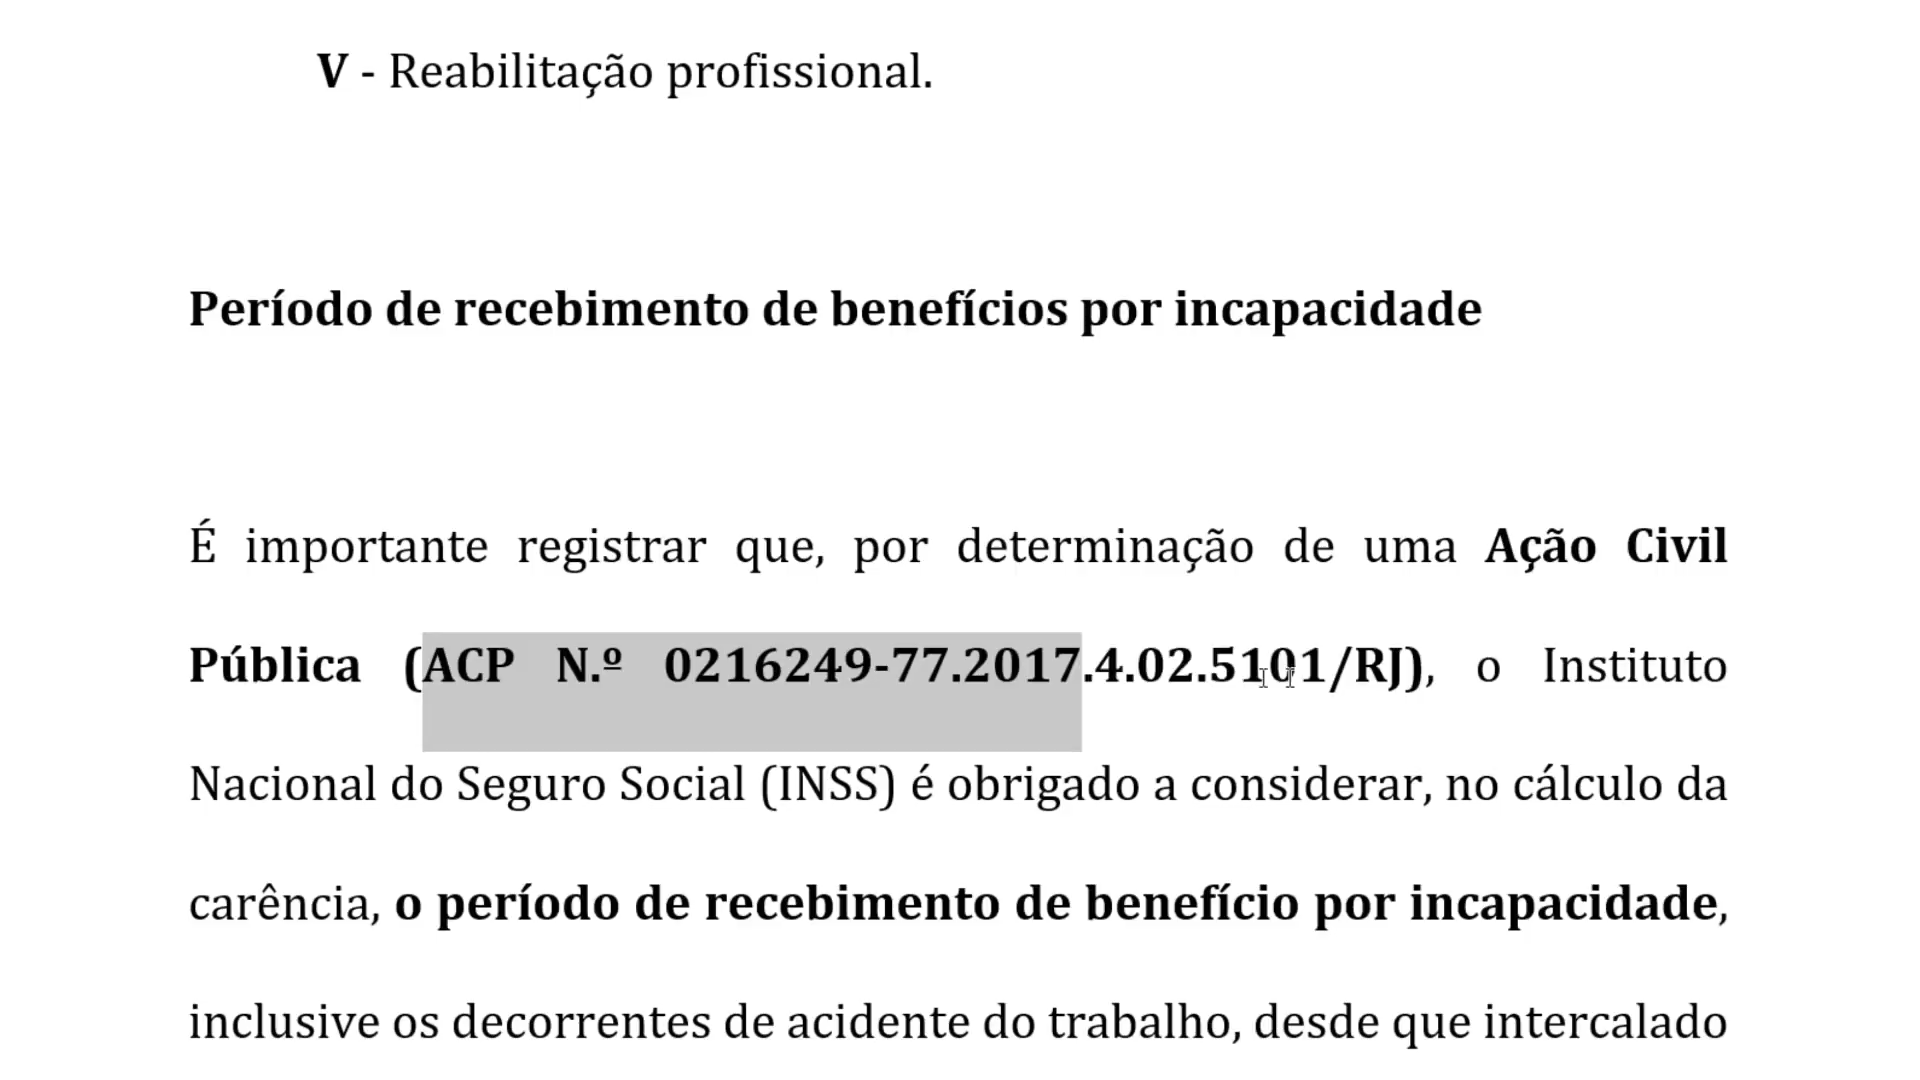 V - Reabilitação profissional.
Período de recebimento de benefícios por incapacidade
É importante registrar que, por determinação de uma Ação Civil
Pública (ACP N.º 0216249-77.2017.4.02.5101/RJ), o Instituto
Nacional do Seguro Social (INSS) é obrigado a considerar, no cálculo da
carência, o período de recebimento de benefício por incapacidade,
inclusive os decorrentes de acidente do trabalho, desde que intercalado